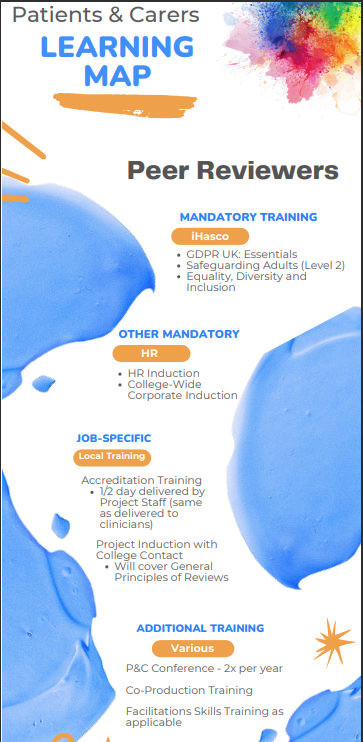 Patients & Carers
LEARNING
MAP
Peer Reviewers
MANDATORY TRAINING
iHasco
• GDPR UK: Essentials
• Safeguarding Adults (Level 2)
• Equality, Diversity and
Inclusion
OTHER MANDATORY
HR
• HR Induction
• College-Wide
Corporate Induction
JOB-SPECIFIC
Local Training
Accreditation Training
• 1/2 day delivered by
Project Staff (same
as delivered to
clinicians)
Project Induction with
College Contact
• Will cover General
Principles of Reviews
ADDITIONAL TRAINING
Various
P&C Conference - 2x per year
Co-Production Training
Facilitations Skills Training as
applicable